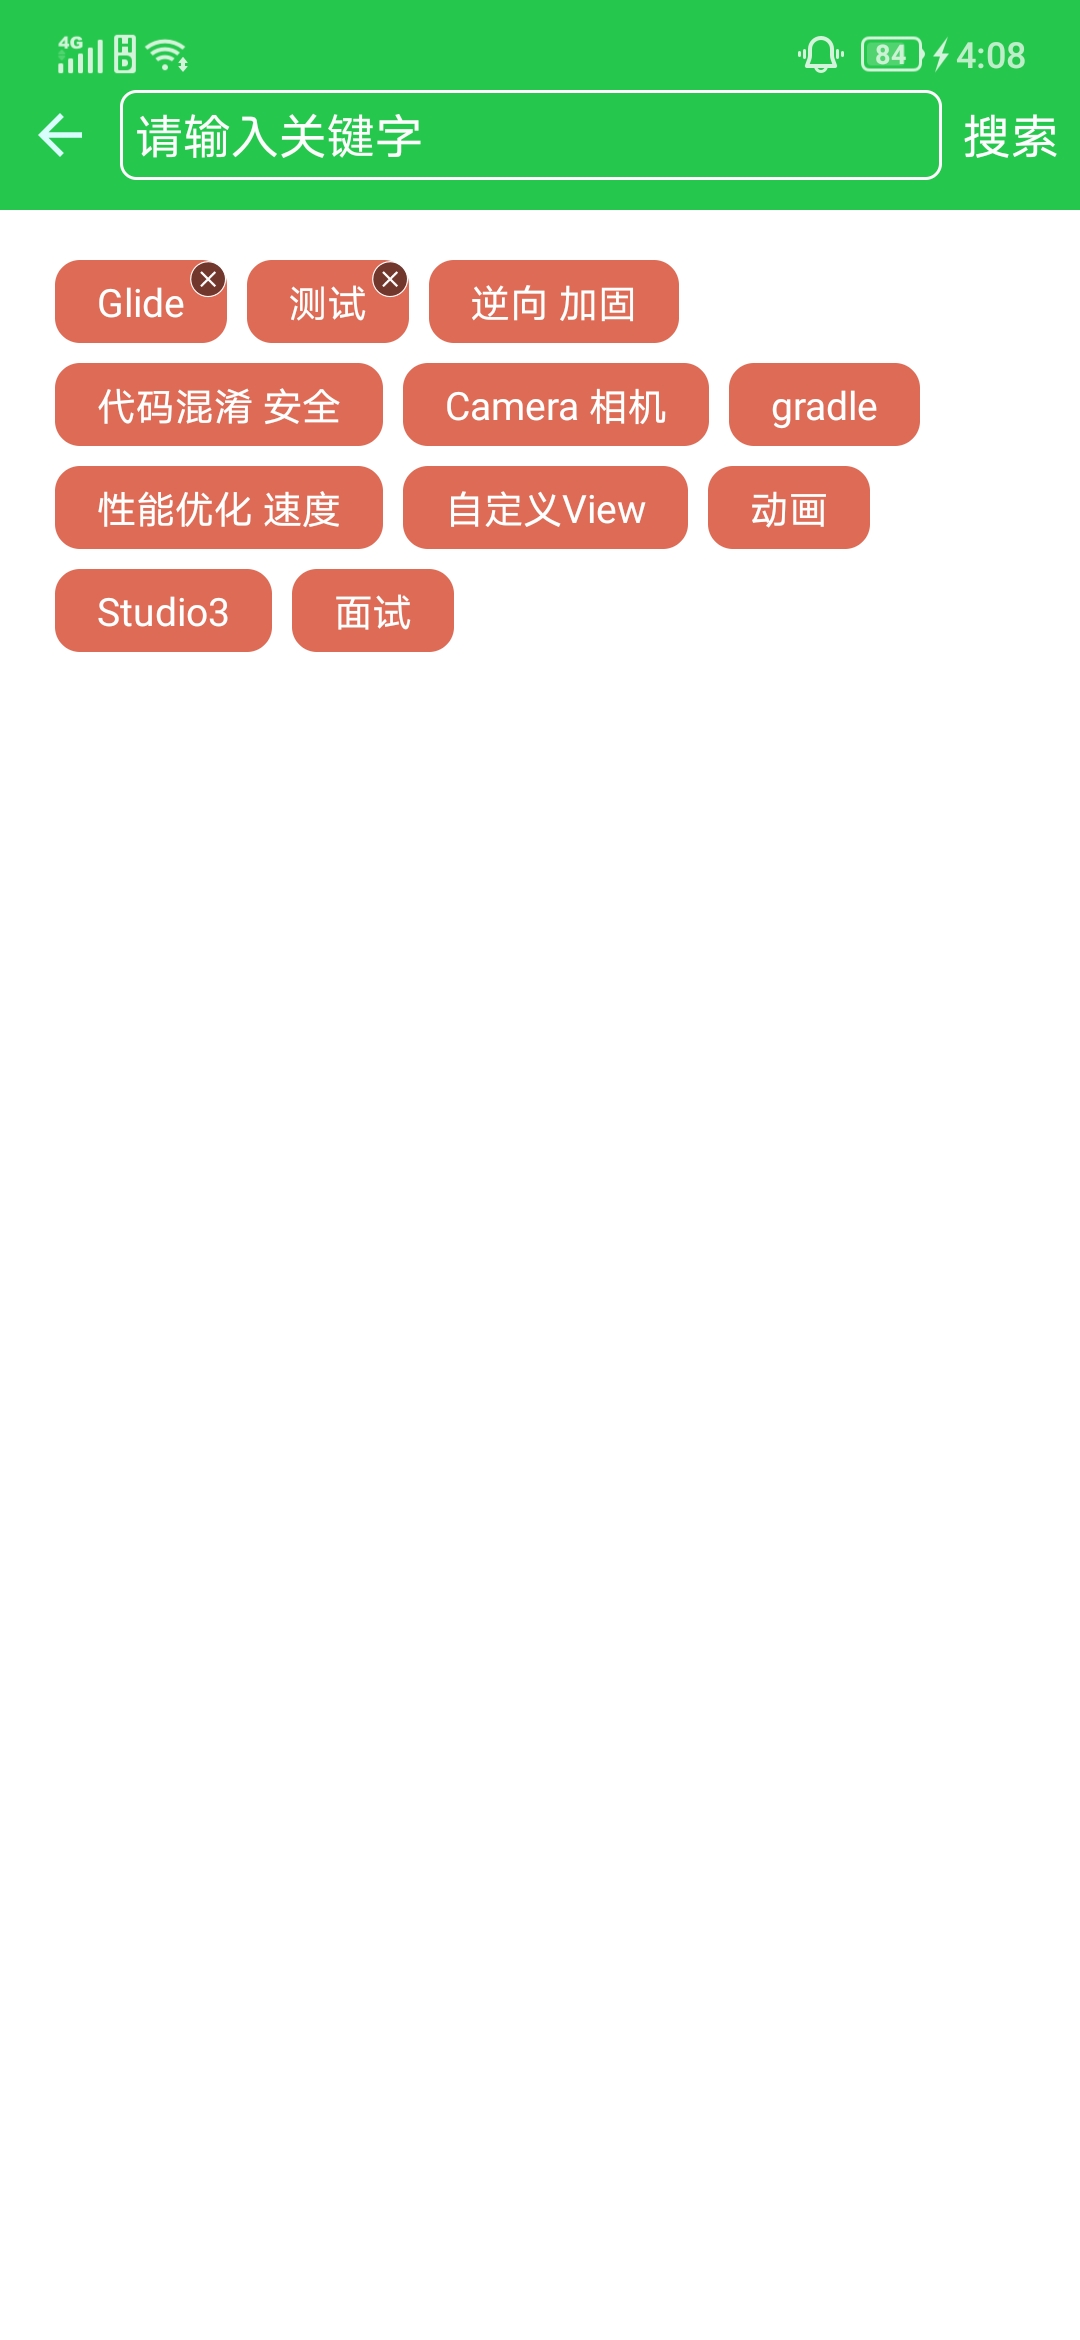 4G HD 84 4:08
请输入关键字 搜索
Glide 测试 逆向 加固
代码混淆 安全 Camera 相机 gradle
性能优化 速度 自定义View 动画
Studio3 面试